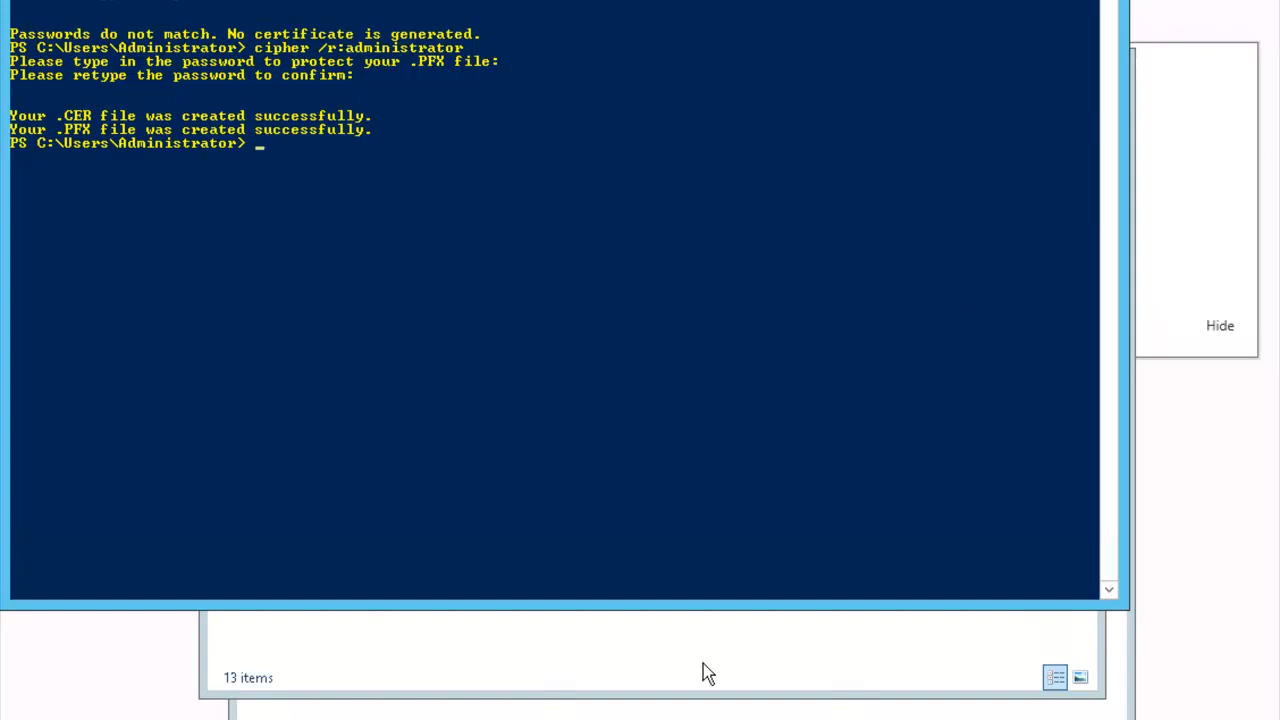 Passwords do not match. No certificate is generated.
PS C:\Users\Administrator> cipher /r:administrator
Please type in the password to protect your .PFX file:
Please retype the password to confirm:
Your .CER file was created successfully.
Your .PFX file was created successfully.
PS C:\Users\Administrator> _
Hide
13 items